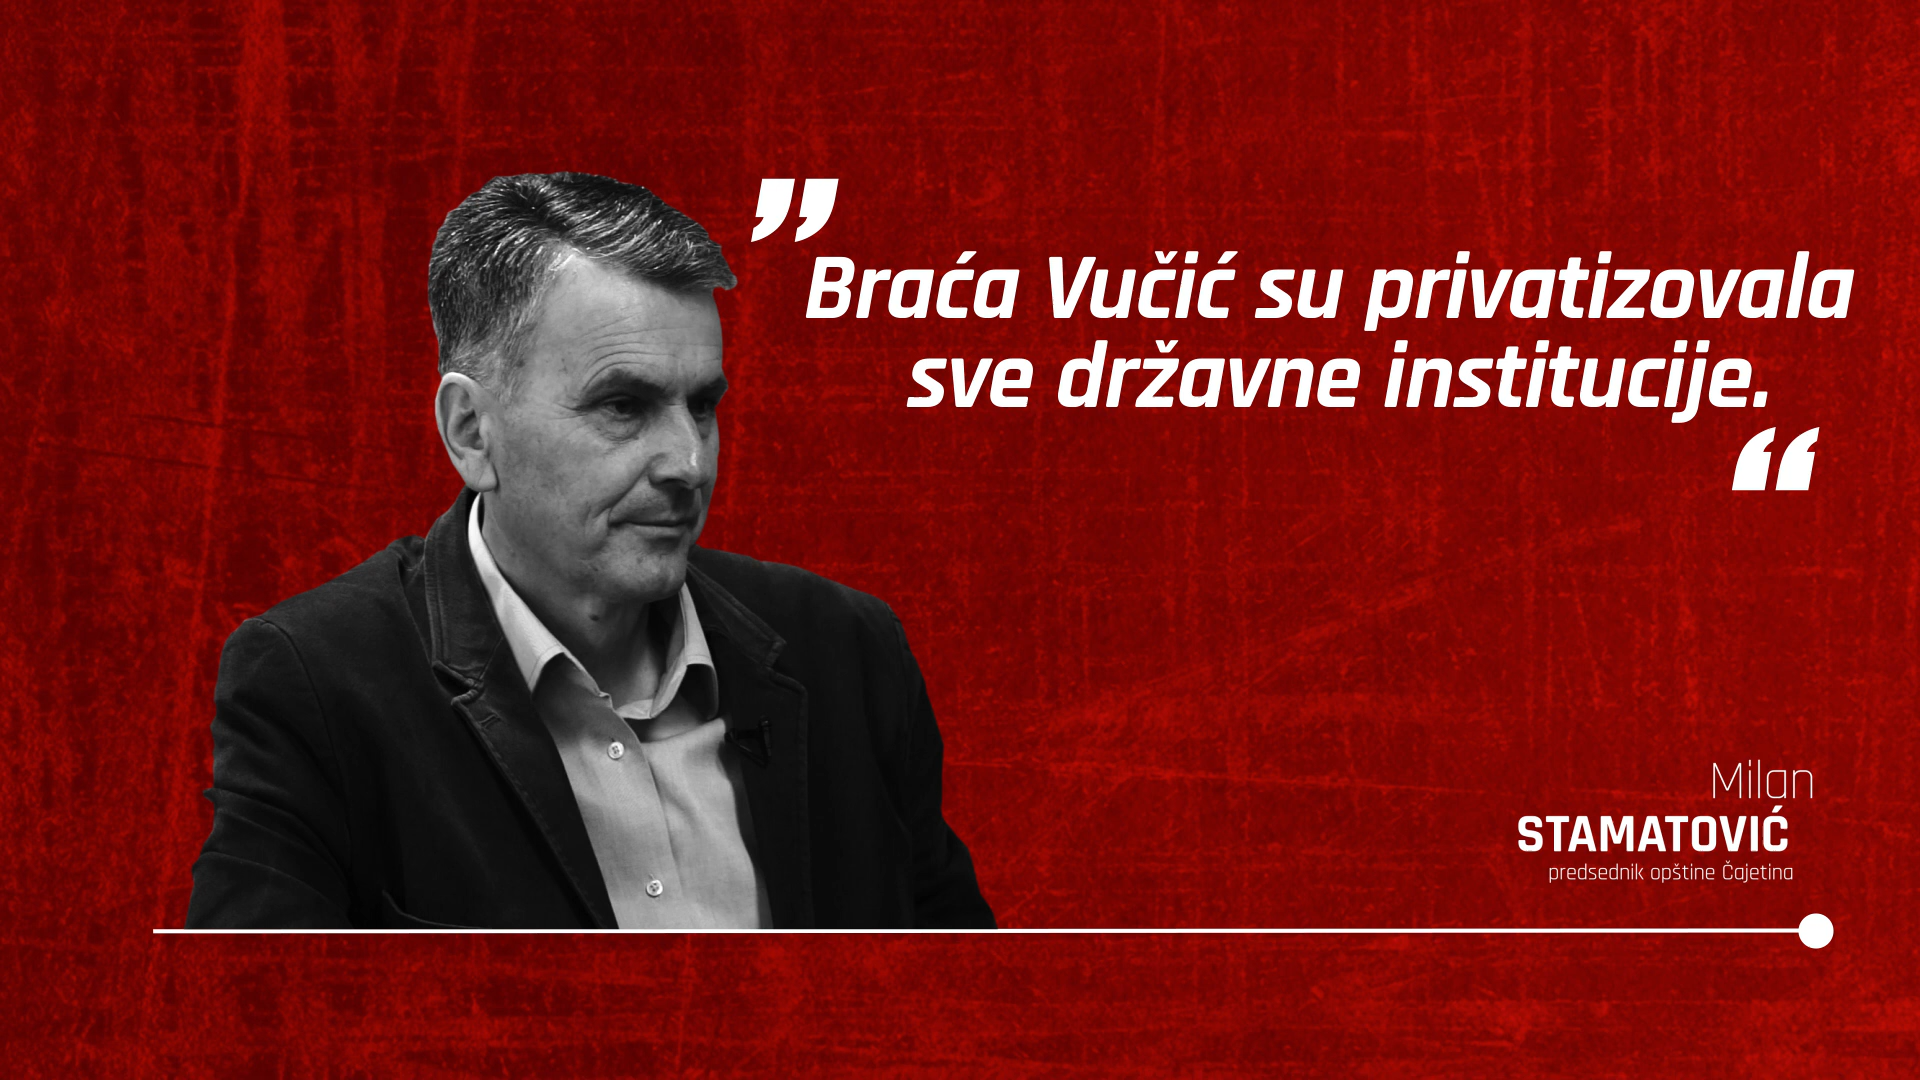 ”Braća Vučić su privatizovala
sve državne institucije.
“
Milan
STAMATOVIĆ
predsednik opštine Čajetina